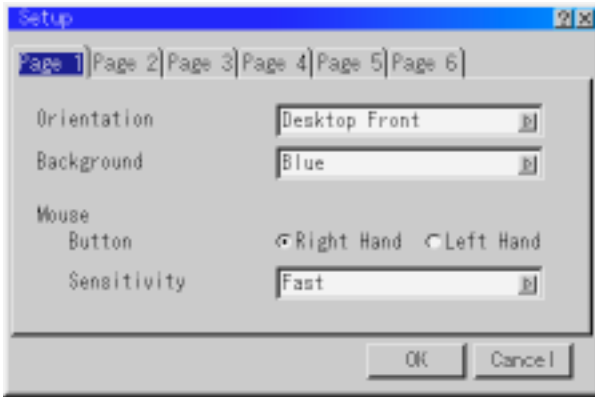 Setup
Page 1 Page 2 Page 3 Page 4 Page 5 Page 6
Orientation Desktop Front
Background Blue
Mouse
Button Right Hand Left Hand
Sensitivity Fast
OK Cancel